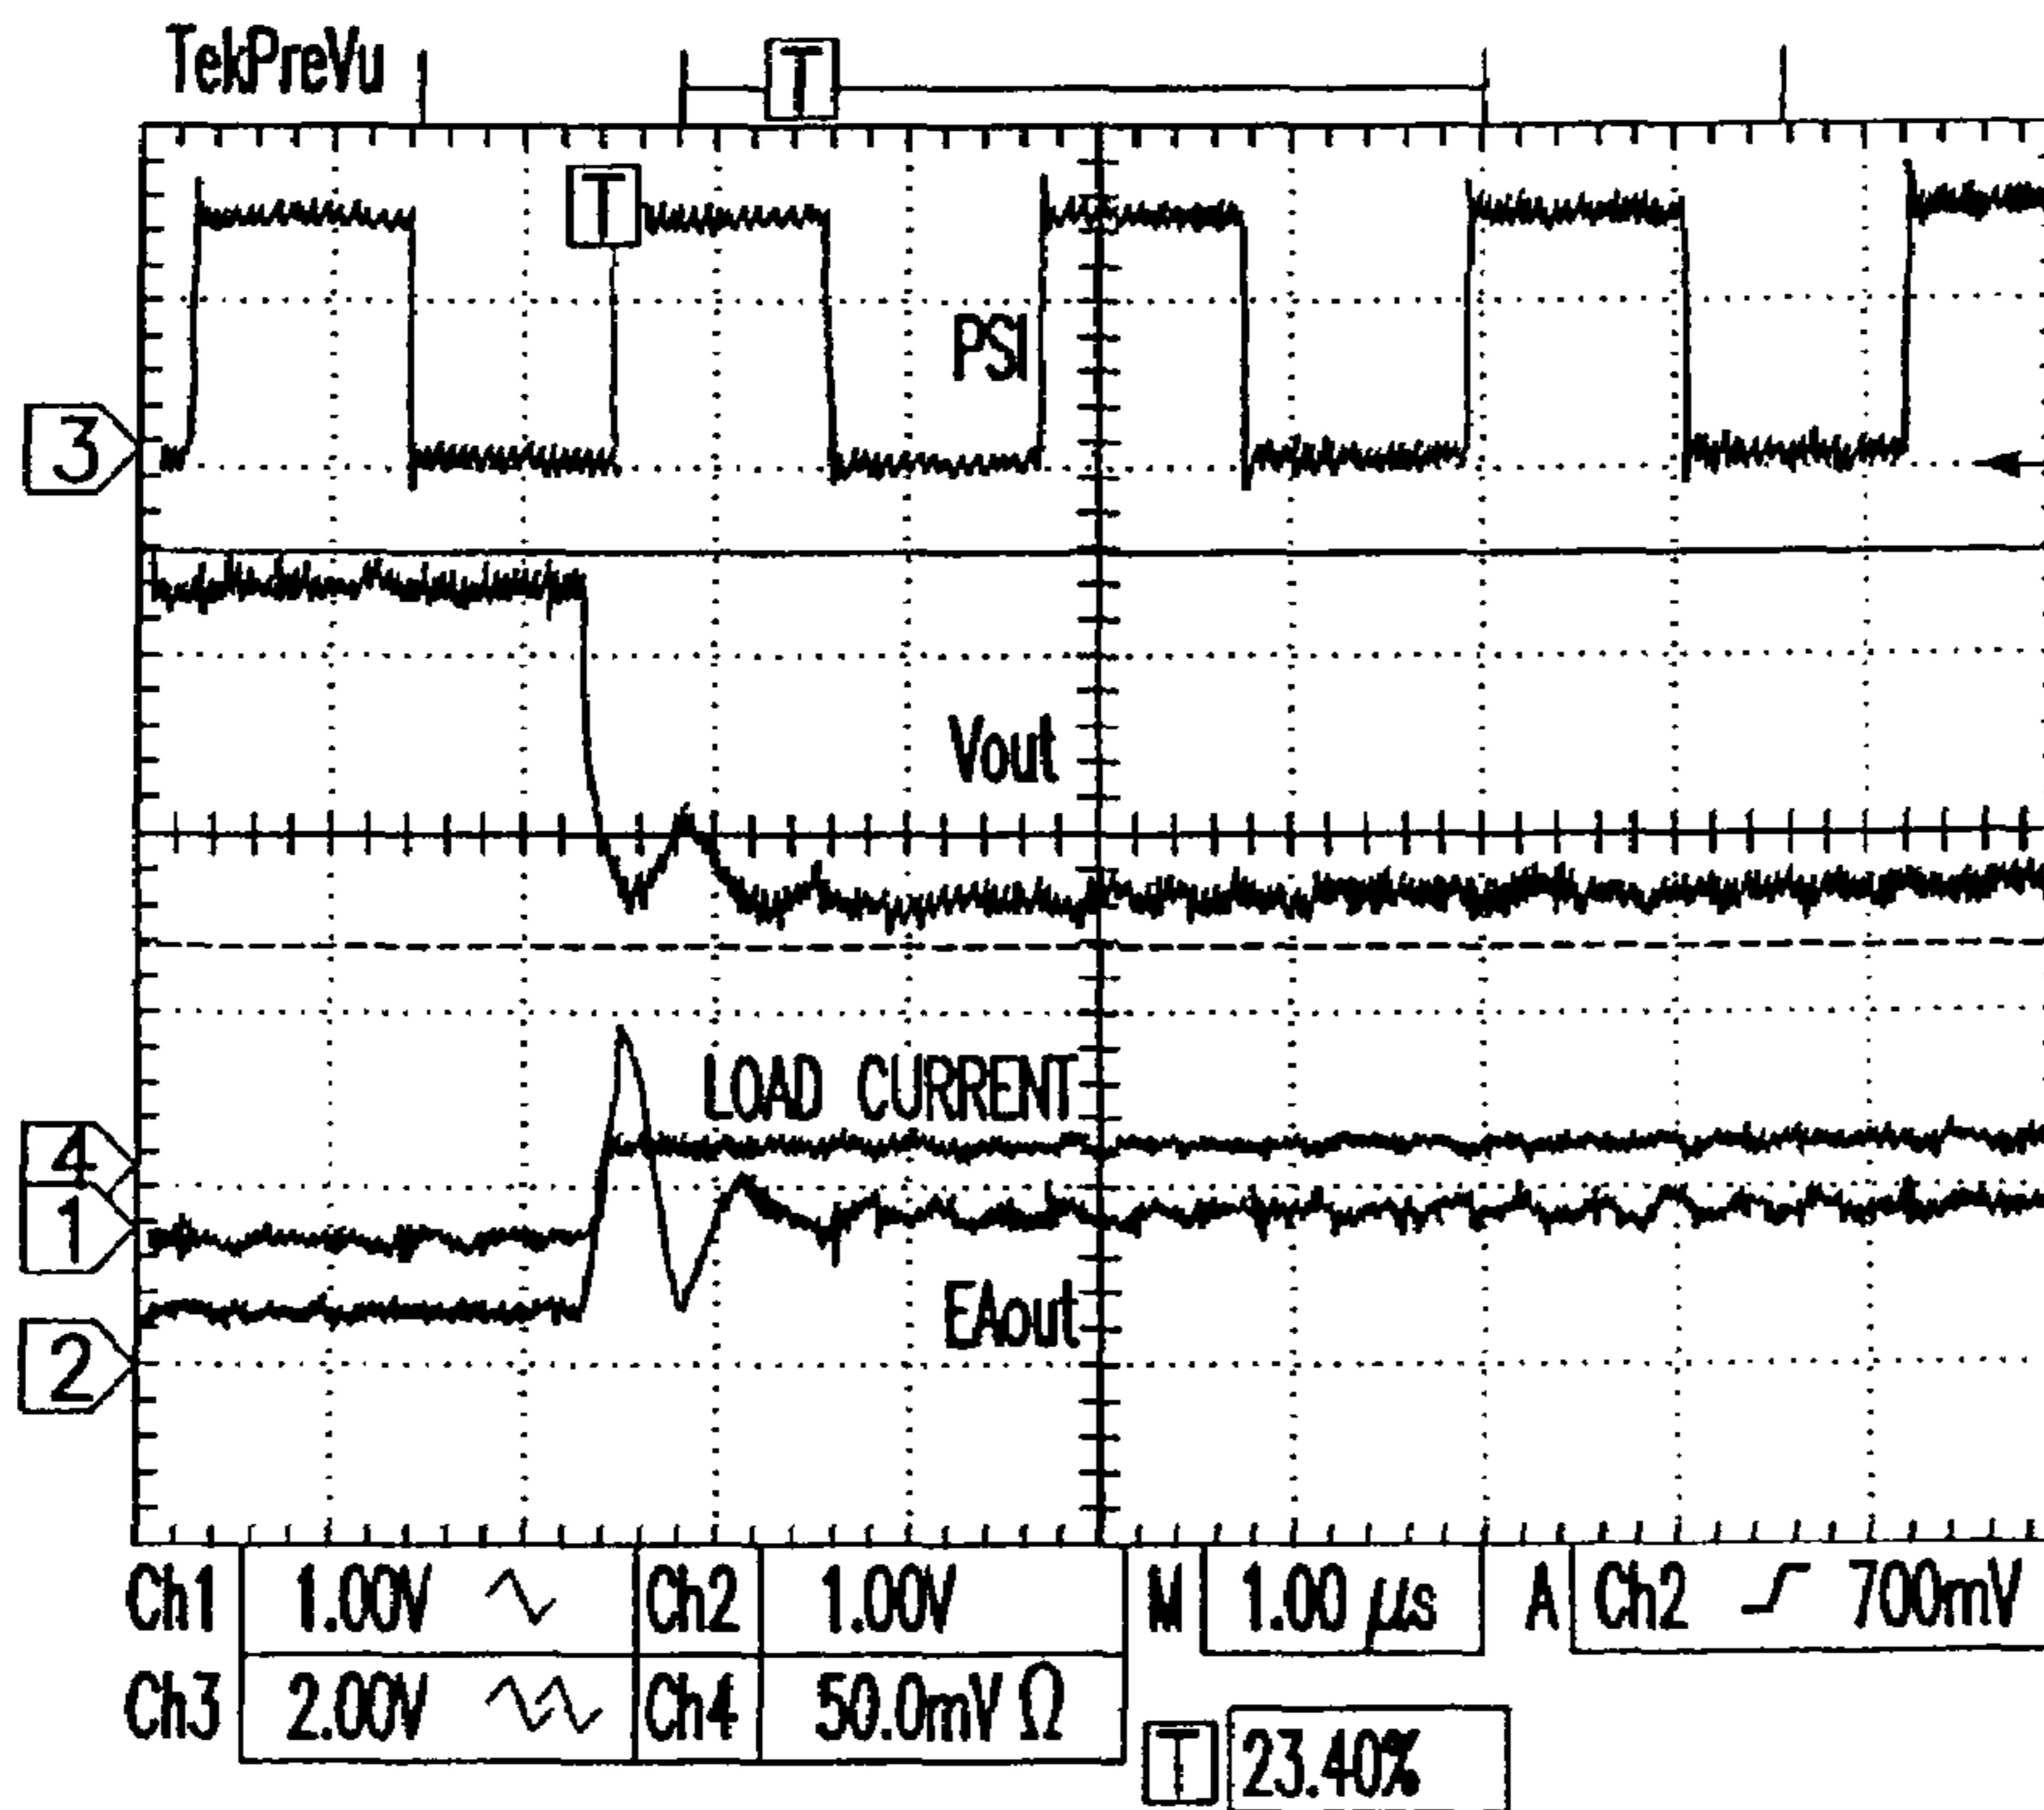 TekPreVu
T
T
PSI
3
Vout
LOAD CURRENT
4
1
EAout
2
Ch1 1.00V Ch2 1.00V M 1.00 µs A Ch2 700mV
Ch3 2.00V Ch4 50.0mV Ω
T 23.40%